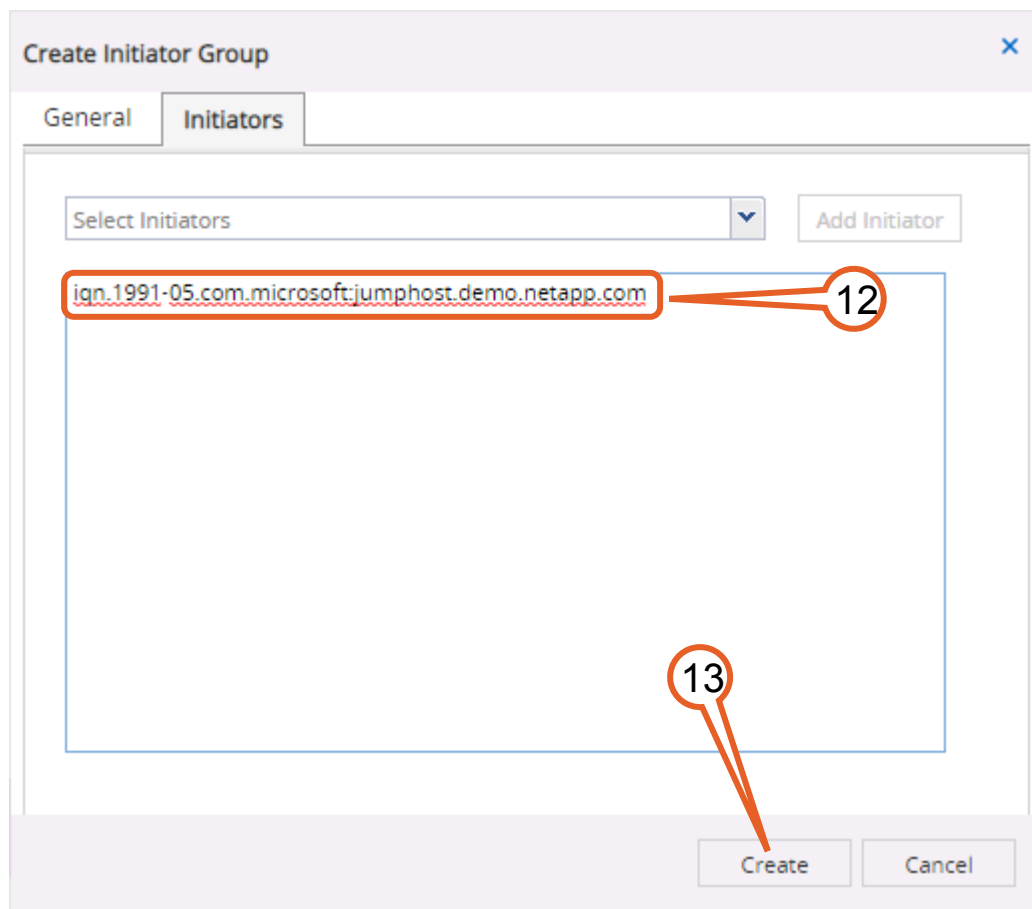 Create Initiator Group
General
Initiators
Select Initiators
Add Initiator
iqn.1991-05.com.microsoft:jumphost.demo.netapp.com
12
13
Create
Cancel